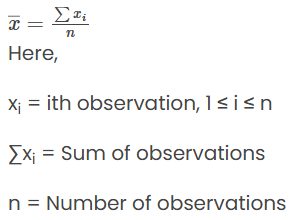 x̅ = ∑ xᵢ / n
Here,
xᵢ = ith observation, 1 ≤ i ≤ n
∑xᵢ = Sum of observations
n = Number of observations